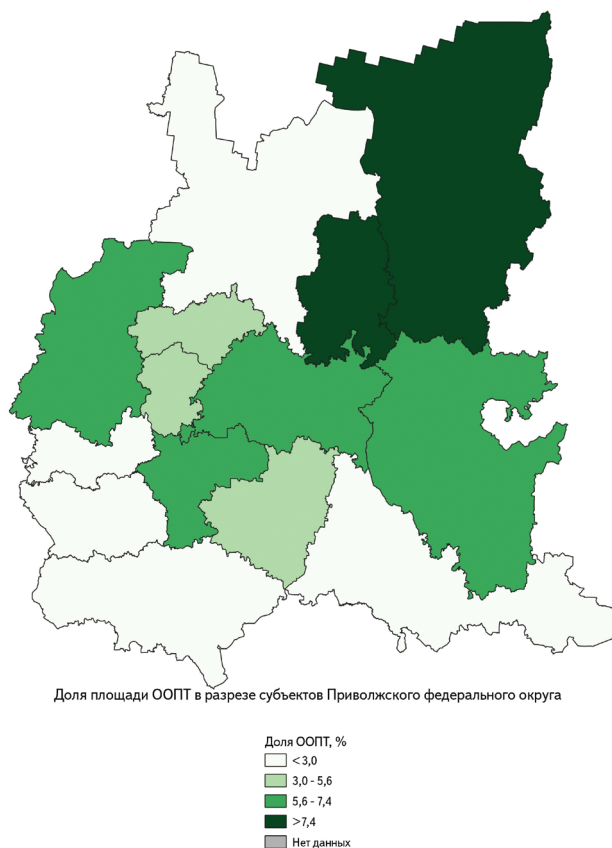 Доля площади ООПТ в разрезе субъектов Приволжского федерального округа
Доля ООПТ, %
<3,0
3,0 - 5,6
5,6 - 7,4
>7,4
Нет данных